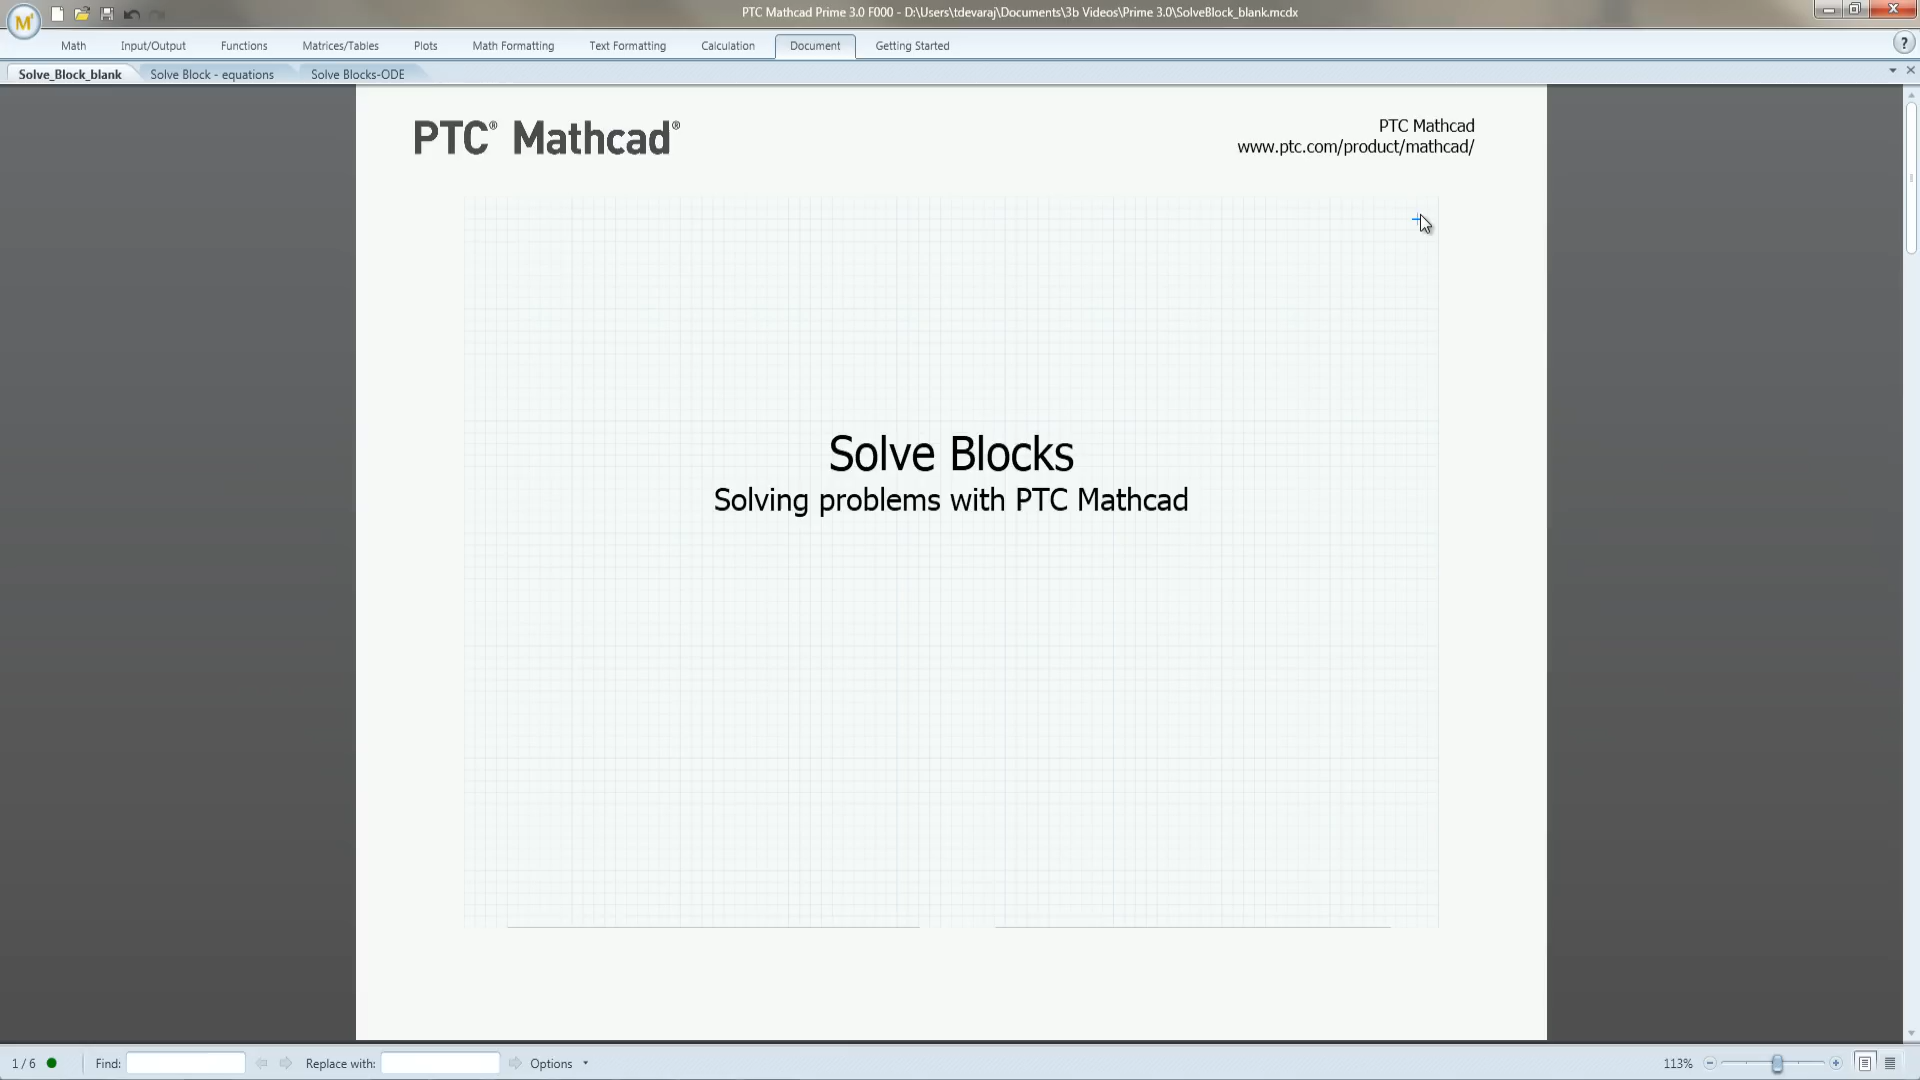 PTC Mathcad Prime 3.0 F000 - D:\Users\tdevaraj\Documents\3b Videos\Prime 3.0\SolveBlock_blank.mcdx
Math Input/Output Functions Matrices/Tables Plots Math Formatting Text Formatting Calculation Document Getting Started
Solve_Block_blank Solve Block - equations Solve Blocks-ODE
PTC® Mathcad®
PTC Mathcad
www.ptc.com/product/mathcad/
Solve Blocks
Solving problems with PTC Mathcad
1 / 6 Find: Replace with: Options 113%